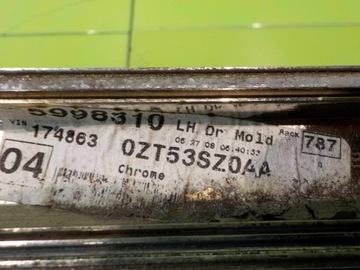 5998310 LH Dr Mold Rack 787
VIN 174863 06 27 08 06:40:33
04 0ZT53SZ0AA
Chrome